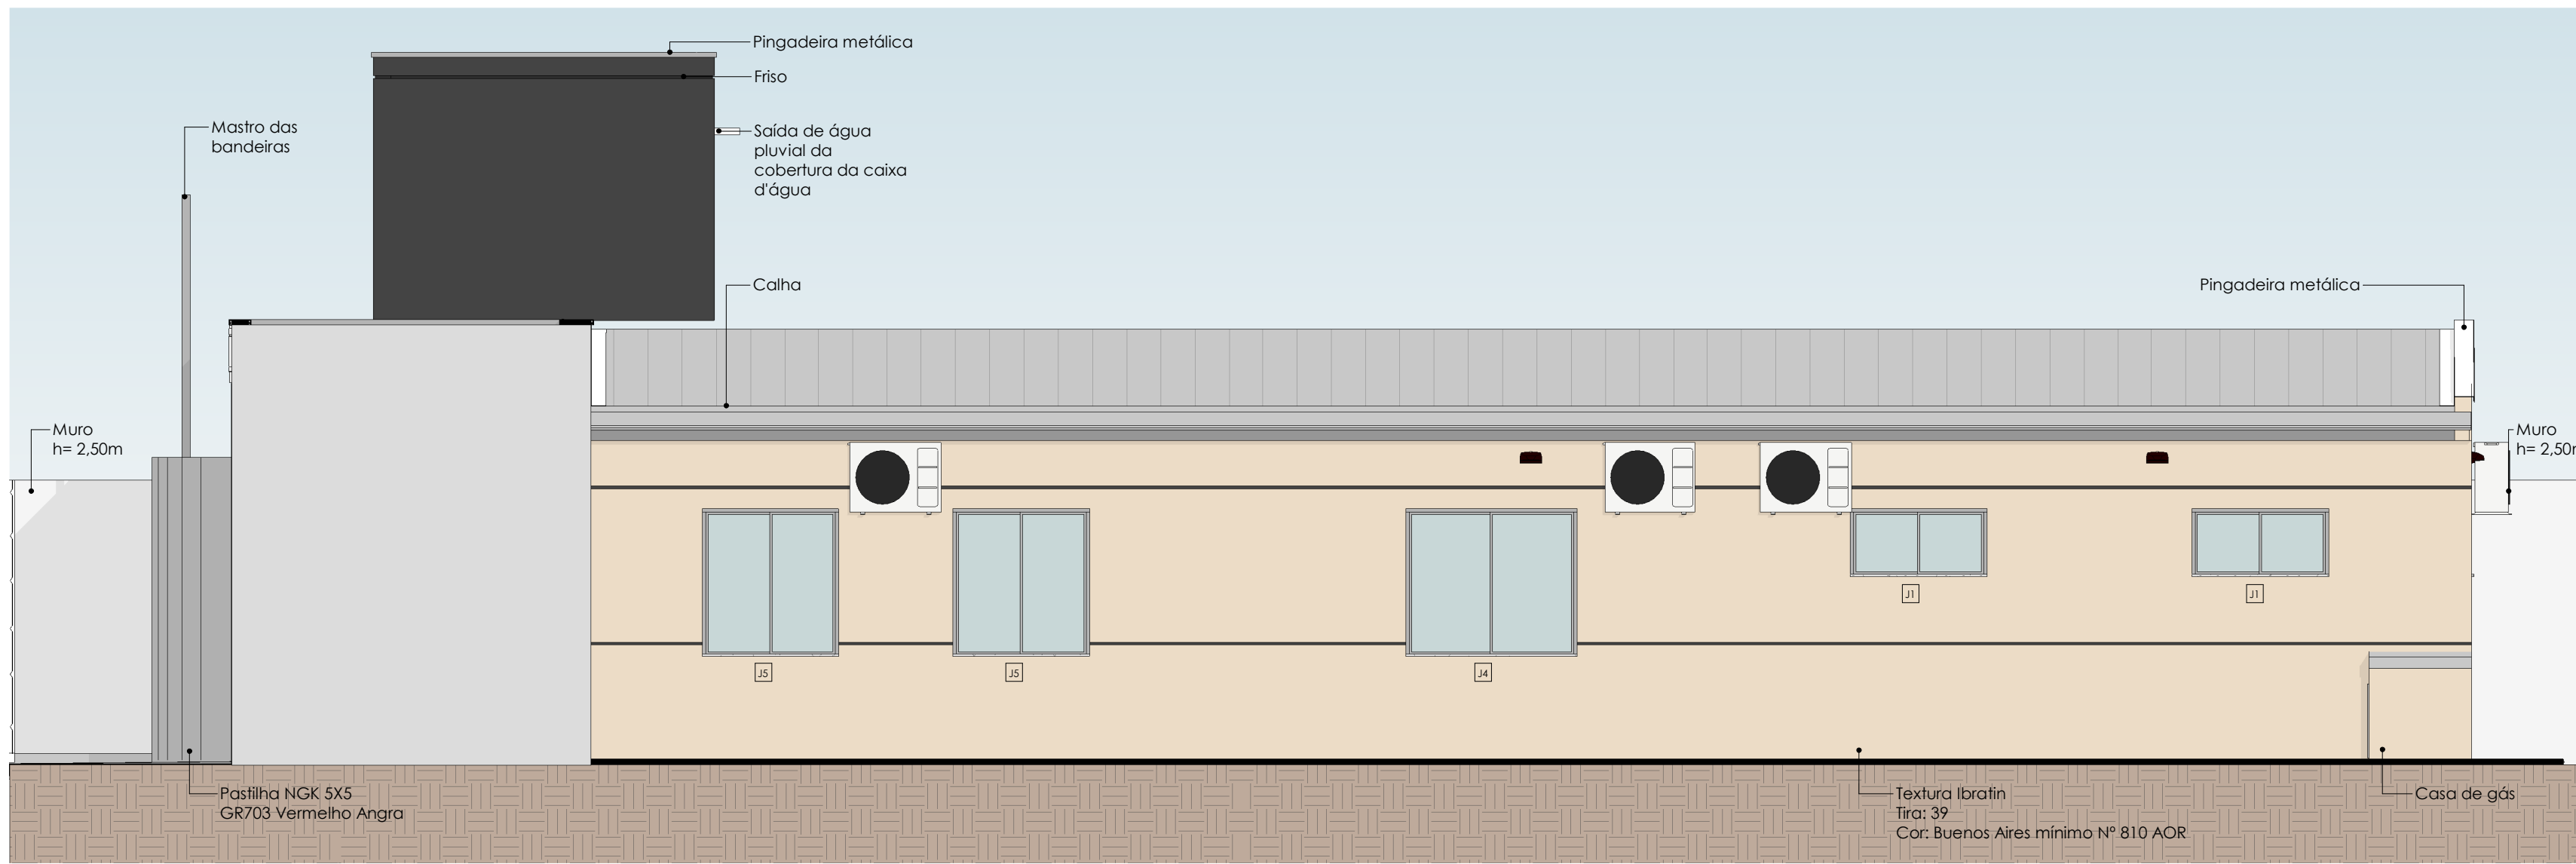 Pingadeira metálica
Friso
Mastro das
bandeiras
Saída de água
pluvial da
cobertura da caixa
d'água
Calha
Pingadeira metálica
Muro
h= 2,50m
Muro
h= 2,50m
J1
J1
J5
J5
J4
Pastilha NGK 5X5
GR703 Vermelho Angra
Textura Ibratin
Tira: 39
Cor: Buenos Aires mínimo Nº 810 AOR
Casa de gás